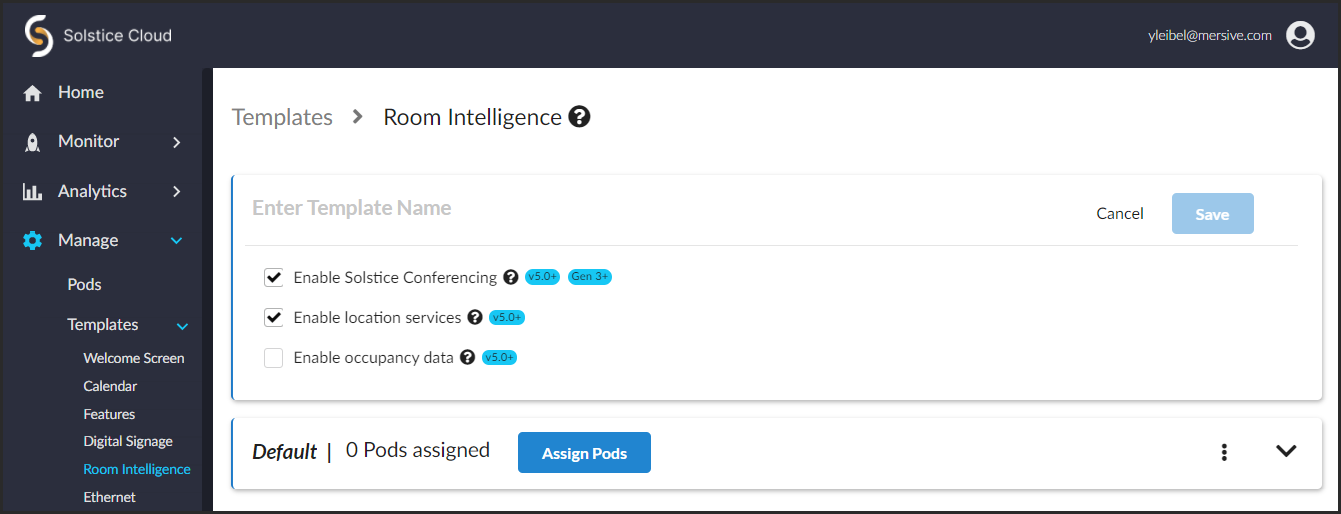 Solstice Cloud
yleibel@mersive.com
Home
Monitor
Analytics
Manage
Pods
Templates
Welcome Screen
Calendar
Features
Digital Signage
Room Intelligence
Ethernet
Templates > Room Intelligence ?
Enter Template Name
Cancel
Save
Enable Solstice Conferencing ? v5.0+ Gen 3+
Enable location services ? v5.0+
Enable occupancy data ? v5.0+
Default | 0 Pods assigned
Assign Pods